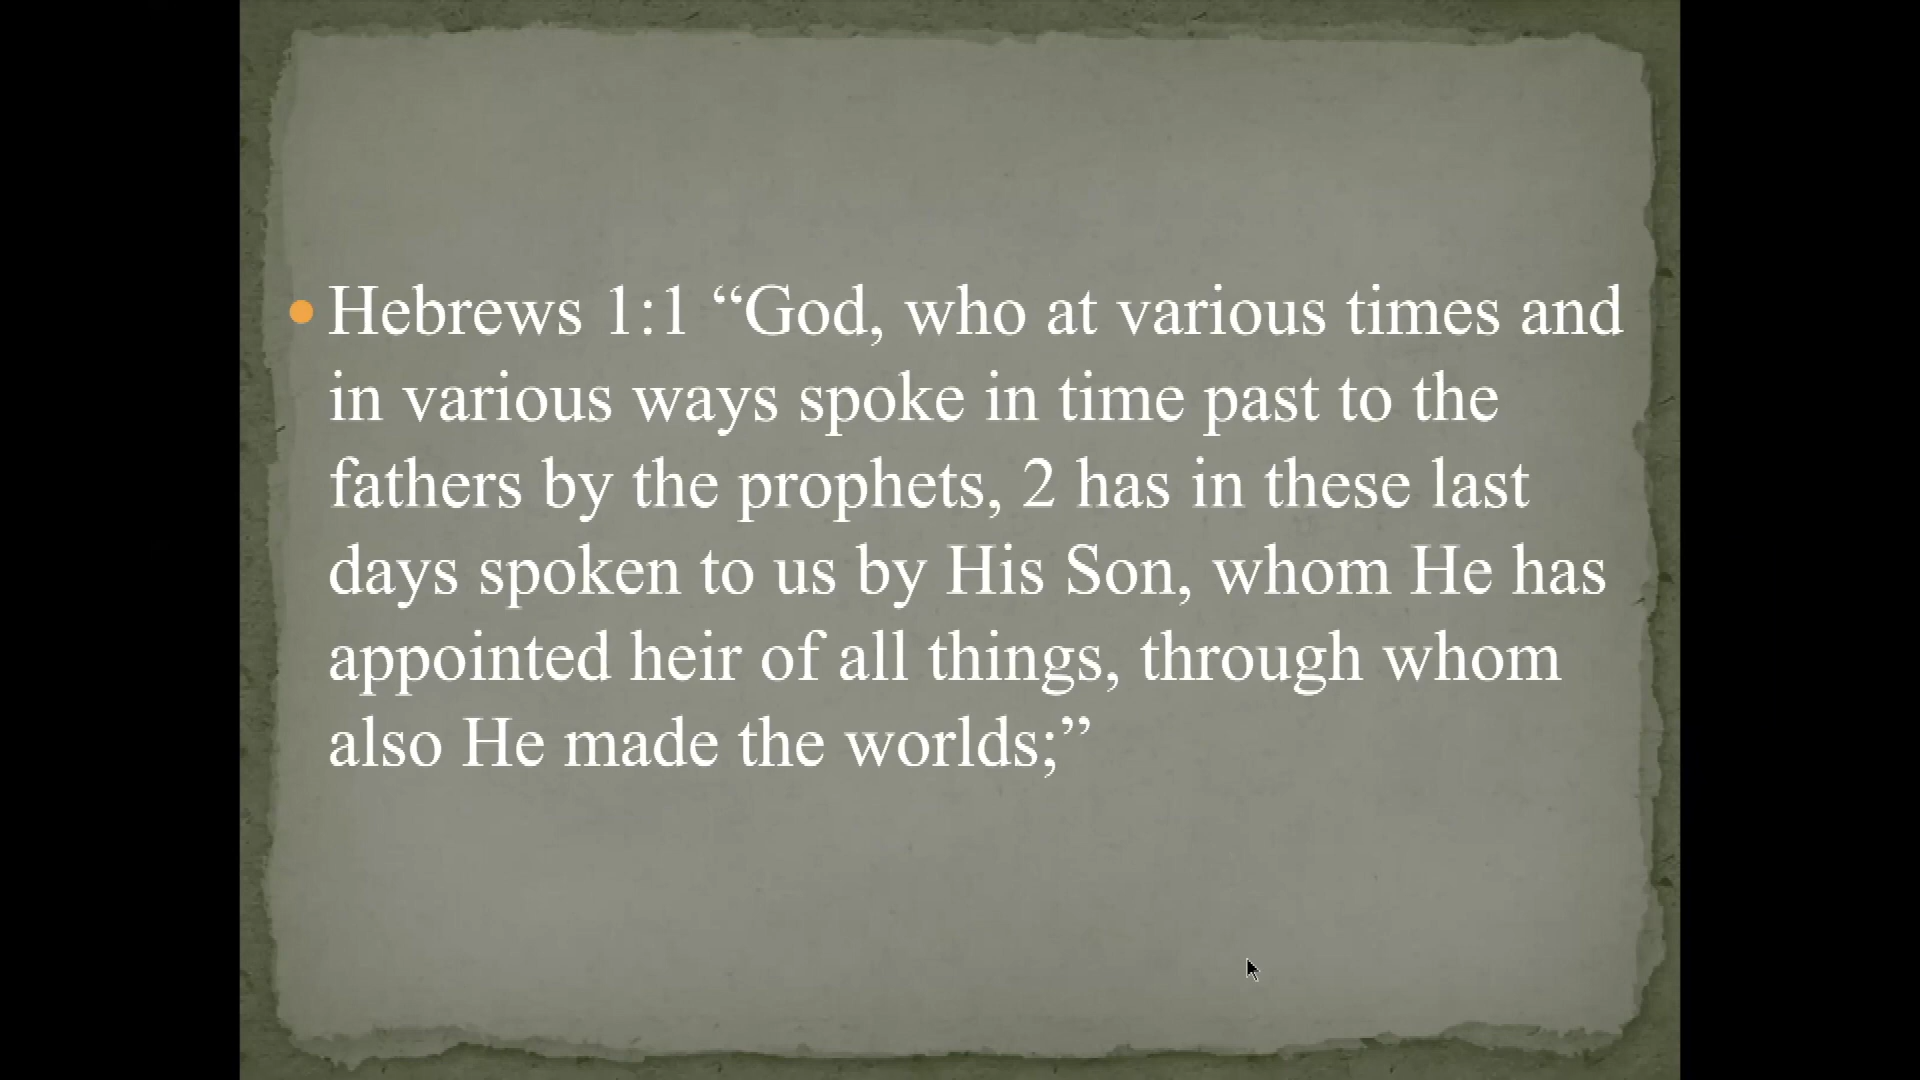 • Hebrews 1:1 “God, who at various times and
in various ways spoke in time past to the
fathers by the prophets, 2 has in these last
days spoken to us by His Son, whom He has
appointed heir of all things, through whom
also He made the worlds;”